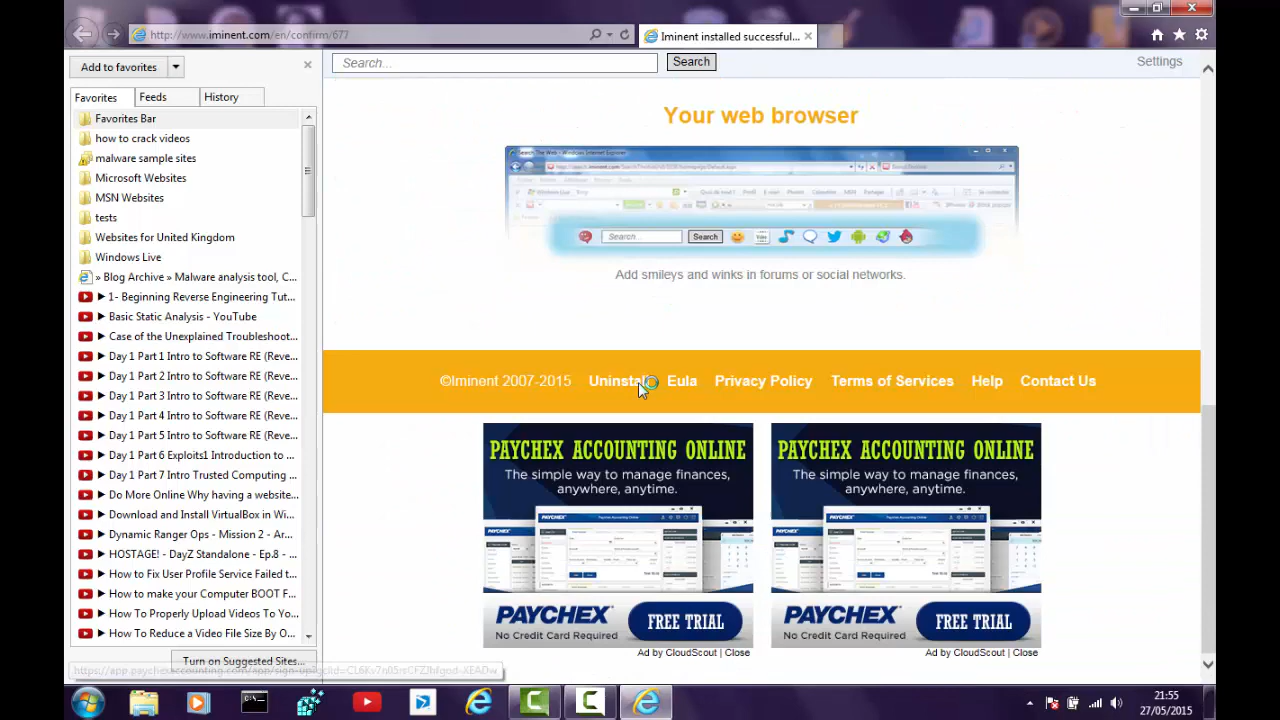 http://www.iminent.com/en/confirm/677
Iminent installed successful...
Add to favorites
Search...
Search
Settings
Favorites
Feeds
History
Favorites Bar
how to crack videos
malware sample sites
Microsoft Websites
MSN Websites
tests
Websites for United Kingdom
Windows Live
» Blog Archive » Malware analysis tool, C...
▶ 1- Beginning Reverse Engineering Tut...
▶ Basic Static Analysis - YouTube
▶ Case of the Unexplained Troubleshoot...
▶ Day 1 Part 1 Intro to Software RE (Reve...
▶ Day 1 Part 2 Intro to Software RE (Reve...
▶ Day 1 Part 3 Intro to Software RE (Reve...
▶ Day 1 Part 4 Intro to Software RE (Reve...
▶ Day 1 Part 5 Intro to Software RE (Reve...
▶ Day 1 Part 6 Exploits1 Introduction to ...
▶ Day 1 Part 7 Intro Trusted Computing ...
▶ Do More Online Why having a website...
▶ Download and Install VirtualBox in Wi...
▶ Dynamic Ranger Ops - Mission 2 - Ar...
▶ HOSTAGE! - DayZ Standalone - Ep.8 - ...
▶ How to Fix User Profile Service Failed t...
▶ How to make your Computer BOOT F...
▶ How To Properly Upload Videos To Yo...
▶ How To Reduce a Video File Size By O...
Turn on Suggested Sites...
Your web browser
Search...
Search
Add smileys and winks in forums or social networks.
©Iminent 2007-2015 Uninstall Eula Privacy Policy Terms of Services Help Contact Us
PAYCHEX ACCOUNTING ONLINE
The simple way to manage finances,
anywhere, anytime.
PAYCHEX
No Credit Card Required
FREE TRIAL
Ad by CloudScout | Close
PAYCHEX ACCOUNTING ONLINE
The simple way to manage finances,
anywhere, anytime.
PAYCHEX
No Credit Card Required
FREE TRIAL
Ad by CloudScout | Close
21:55
27/05/2015